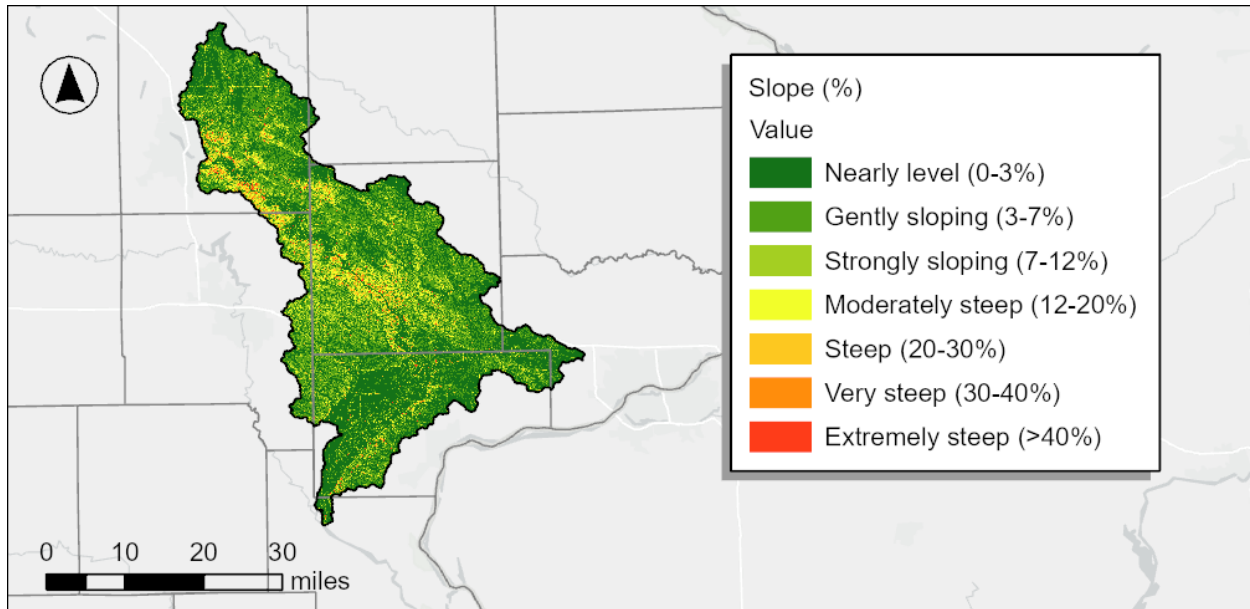 Slope (%)
Value
Nearly level (0-3%)
Gently sloping (3-7%)
Strongly sloping (7-12%)
Moderately steep (12-20%)
Steep (20-30%)
Very steep (30-40%)
Extremely steep (>40%)
0 10 20 30
miles